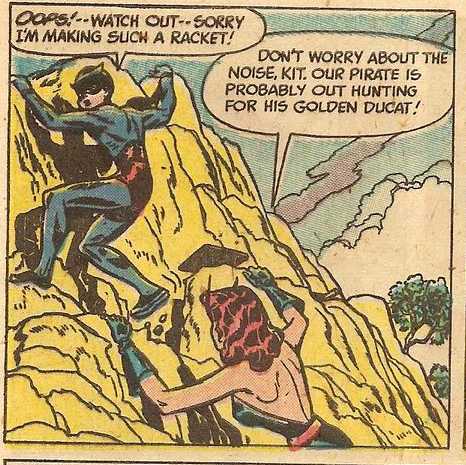 OOPS!--WATCH OUT--SORRY
I'M MAKING SUCH A RACKET!
DON'T WORRY ABOUT THE
NOISE, KIT. OUR PIRATE IS
PROBABLY OUT HUNTING
FOR HIS GOLDEN DUCAT!